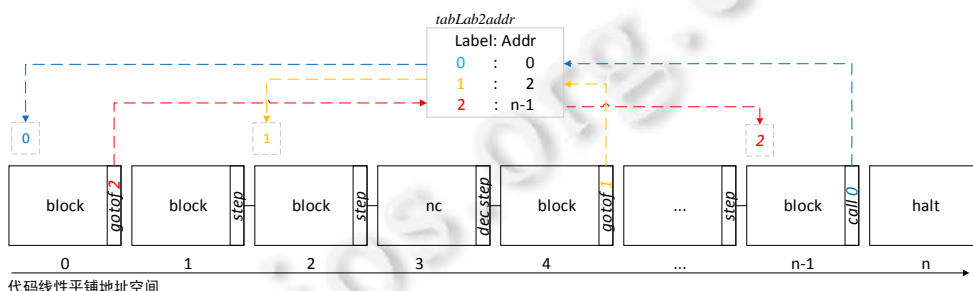 tabLab2addr
Label: Addr
0 : 0
1 : 2
2 : n-1
0
1
2
block gotof 2 block step block step nc dec step block gotof 1 ... step block call 0 halt
0 1 2 3 4 ... n-1 n
代码线性平铺地址空间